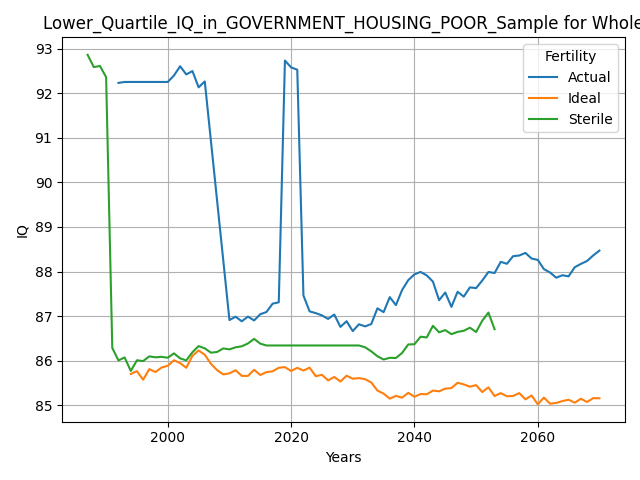 Lower_Quartile_IQ_in_GOVERNMENT_HOUSING_POOR_Sample for Whole
93
92
91
90
89
88
87
86
85
IQ
Fertility
Actual
Ideal
Sterile
2000
2020
2040
2060
Years